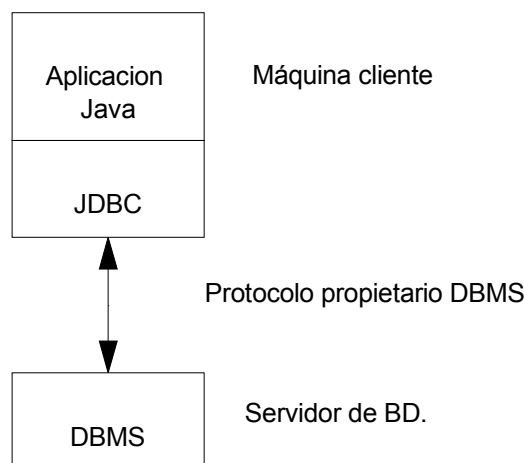 Aplicacion
Java
Máquina cliente
JDBC
Protocolo propietario DBMS
DBMS
Servidor de BD.